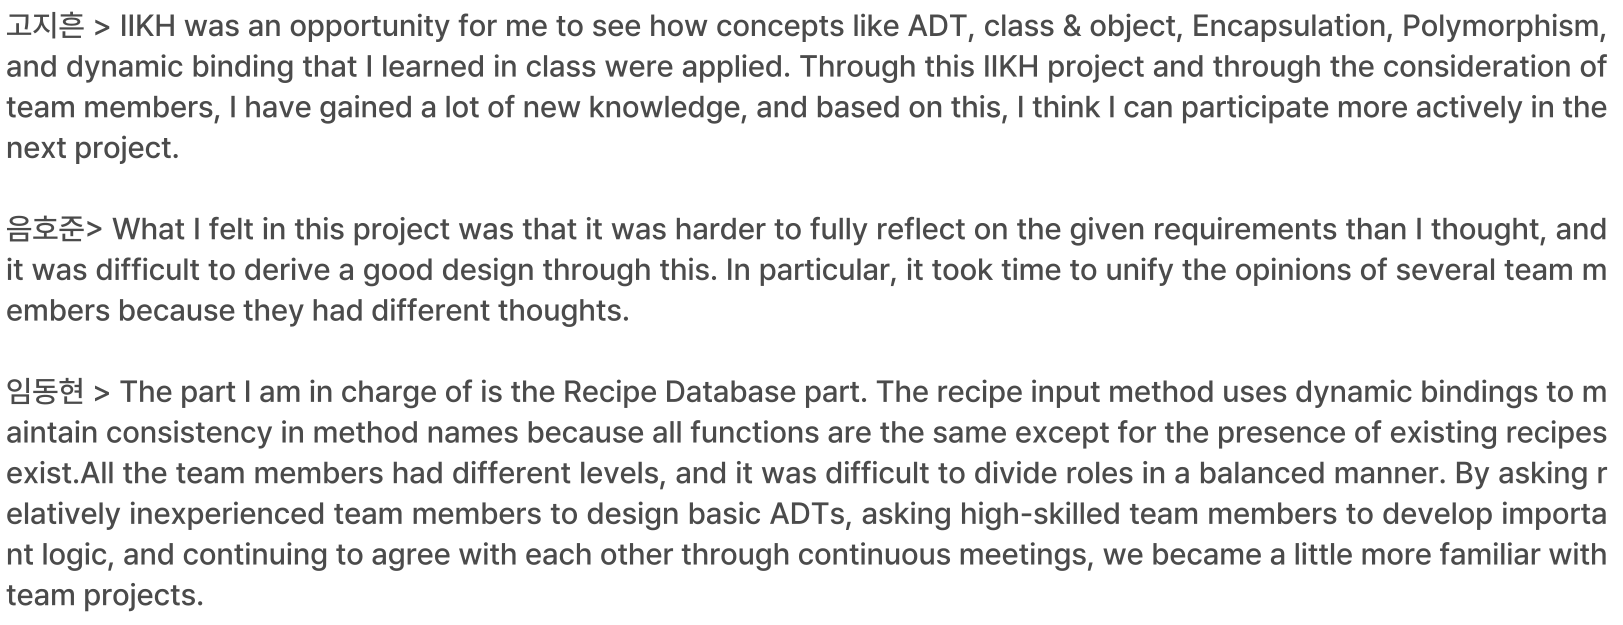 고지흔 > IIKH was an opportunity for me to see how concepts like ADT, class & object, Encapsulation, Polymorphism,
and dynamic binding that I learned in class were applied. Through this IIKH project and through the consideration of
team members, I have gained a lot of new knowledge, and based on this, I think I can participate more actively in the
next project.
음호준> What I felt in this project was that it was harder to fully reflect on the given requirements than I thought, and
it was difficult to derive a good design through this. In particular, it took time to unify the opinions of several team m
embers because they had different thoughts.
임동현 > The part I am in charge of is the Recipe Database part. The recipe input method uses dynamic bindings to m
aintain consistency in method names because all functions are the same except for the presence of existing recipes
exist.All the team members had different levels, and it was difficult to divide roles in a balanced manner. By asking r
elatively inexperienced team members to design basic ADTs, asking high-skilled team members to develop importa
nt logic, and continuing to agree with each other through continuous meetings, we became a little more familiar with
team projects.